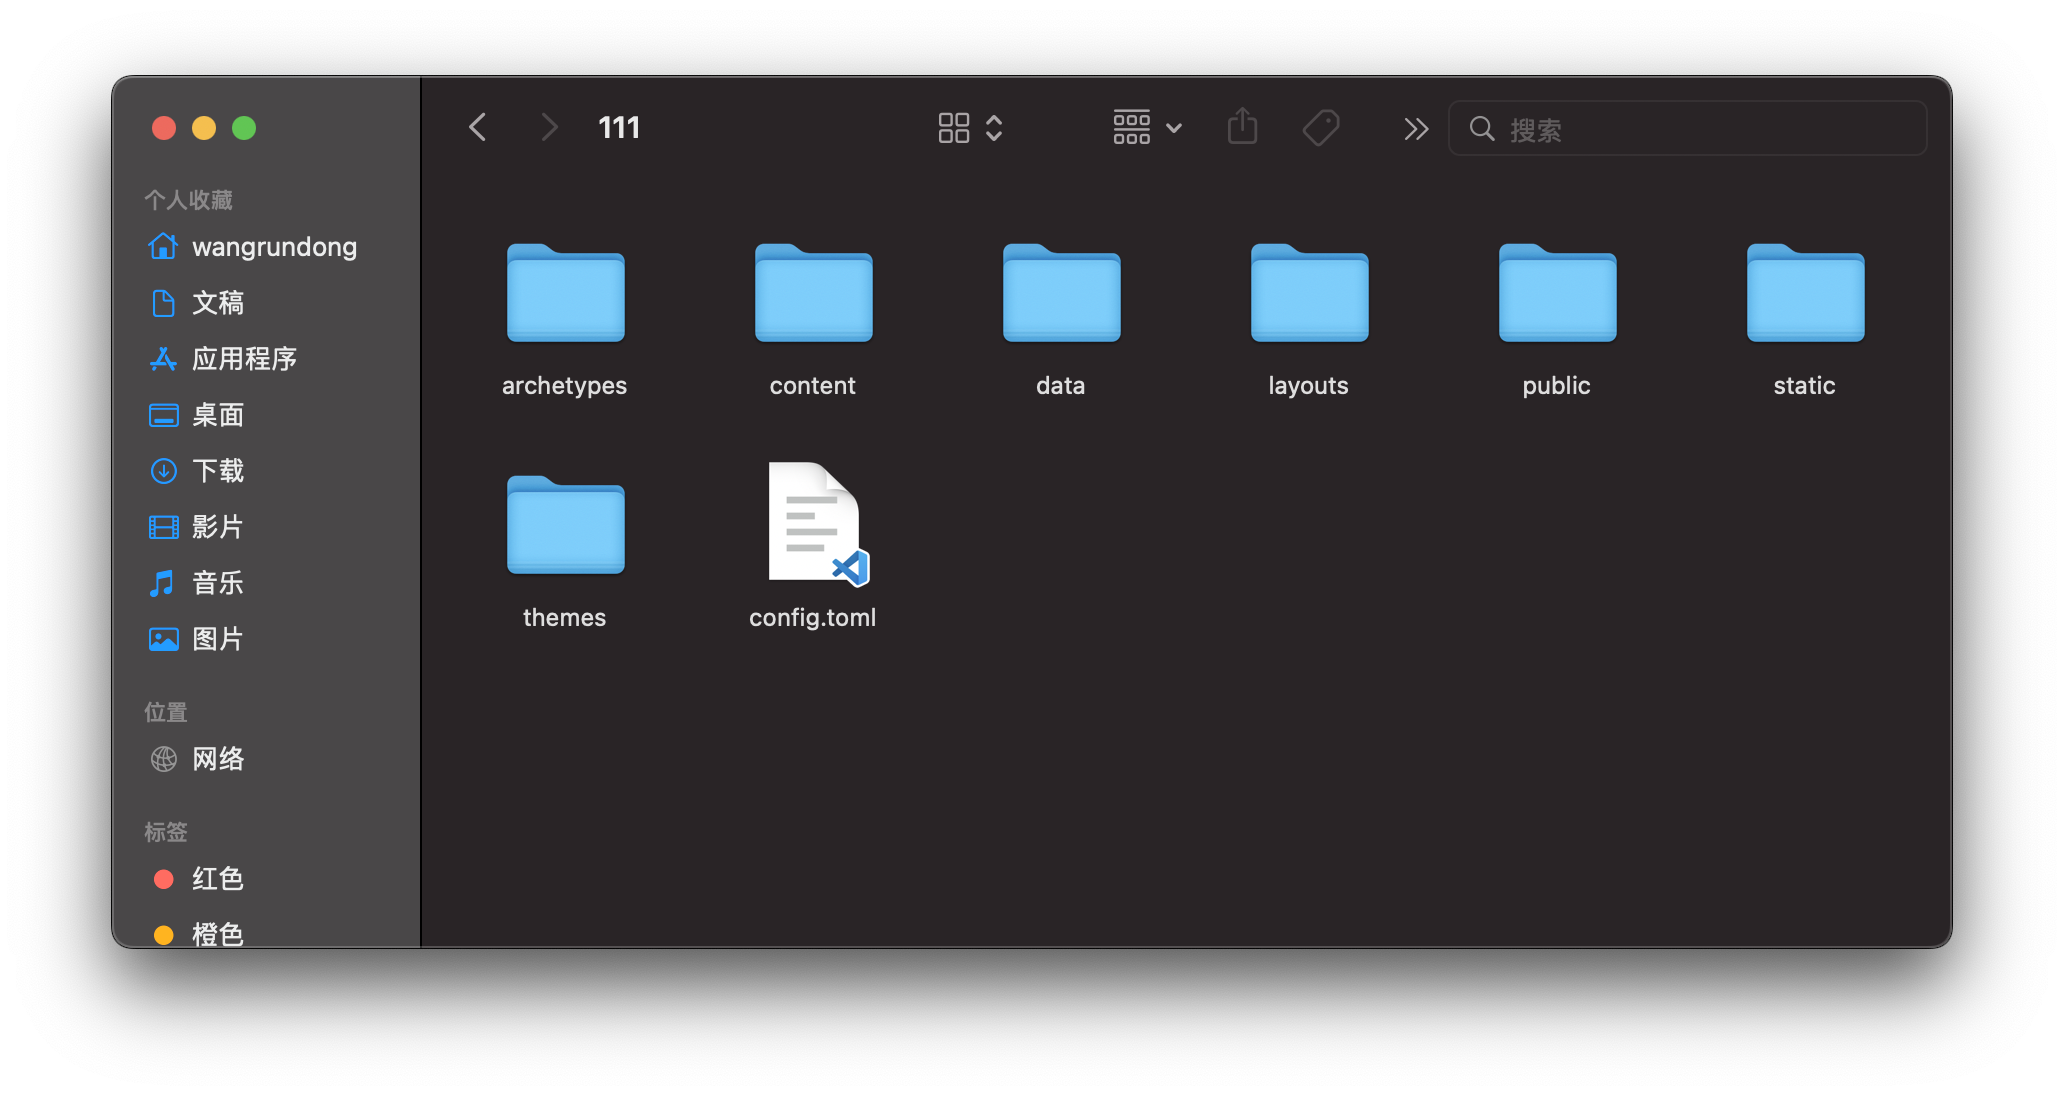 111
搜索
个人收藏
wangrundong
文稿
应用程序
桌面
下载
影片
音乐
图片
位置
网络
标签
红色
橙色
archetypes
content
data
layouts
public
static
themes
config.toml